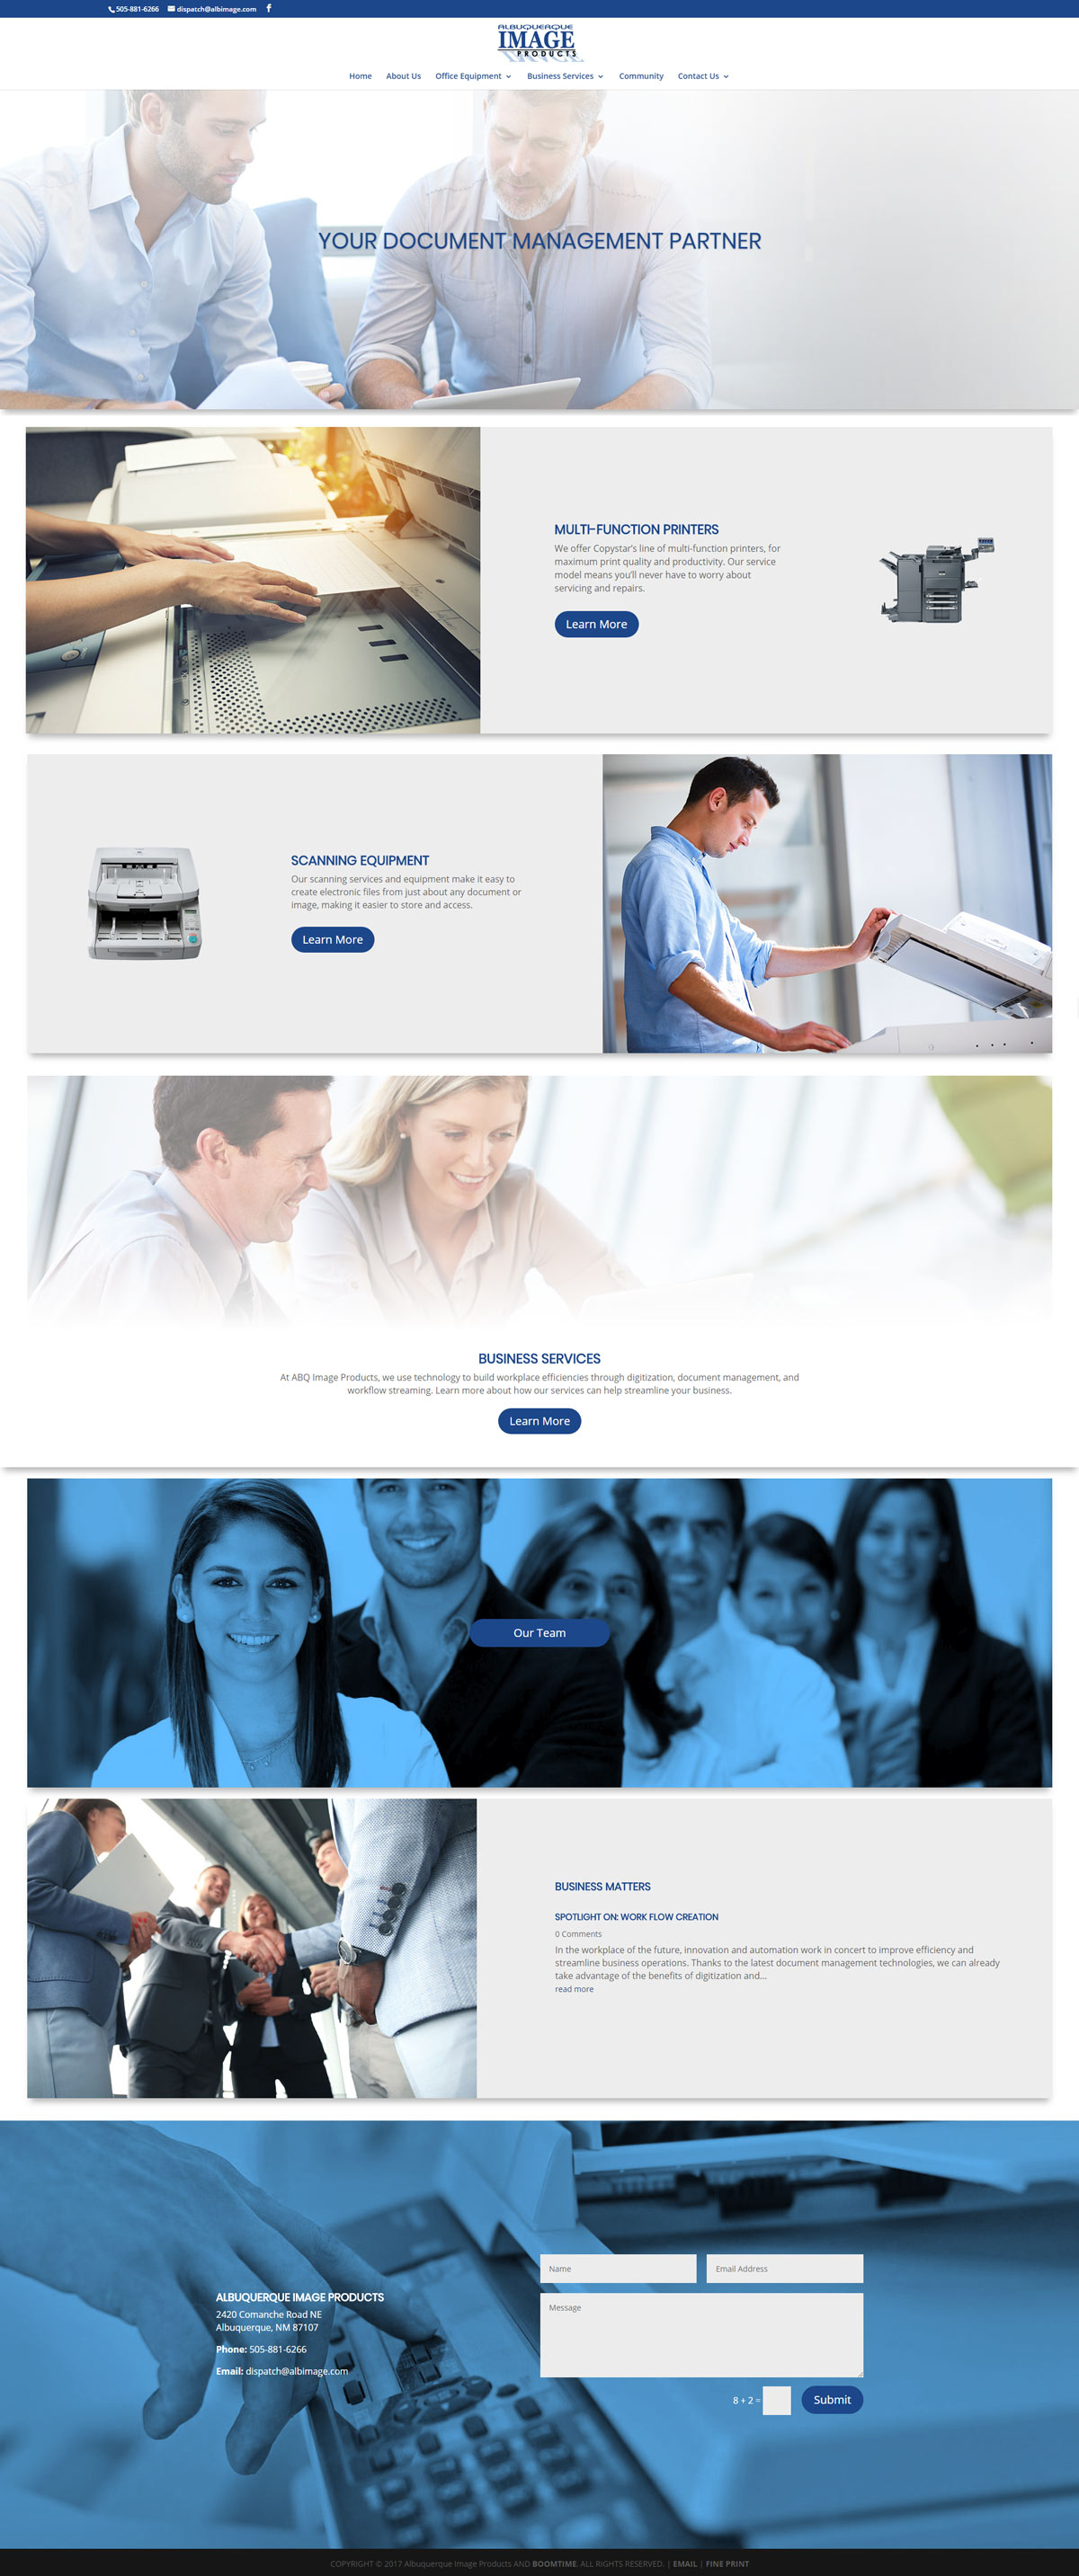 505-881-6266 dispatch@albimage.com
ALBUQUERQUE
IMAGE
PRODUCTS
Home About Us Office Equipment Business Services Community Contact Us
YOUR DOCUMENT MANAGEMENT PARTNER
MULTI-FUNCTION PRINTERS
We offer Copystar's line of multi-function printers, for
maximum print quality and productivity. Our service
model means you'll never have to worry about
servicing and repairs.
Learn More
SCANNING EQUIPMENT
Our scanning services and equipment make it easy to
create electronic files from just about any document or
image, making it easier to store and access.
Learn More
BUSINESS SERVICES
At ABQ Image Products, we use technology to build workplace efficiencies through digitization, document management, and
workflow streaming. Learn more about how our services can help streamline your business.
Learn More
Our Team
BUSINESS MATTERS
SPOTLIGHT ON: WORK FLOW CREATION
0 Comments
In the workplace of the future, innovation and automation work in concert to improve efficiency and
streamline business operations. Thanks to the latest document management technologies, we can already
take advantage of the benefits of digitization and...
read more
ALBUQUERQUE IMAGE PRODUCTS
2420 Comanche Road NE
Albuquerque, NM 87107
Phone: 505-881-6266
Email: dispatch@albimage.com
Name Email Address
Message
8 + 2 = Submit
COPYRIGHT © 2017 Albuquerque Image Products AND BOOMTIME. ALL RIGHTS RESERVED. | EMAIL | FINE PRINT